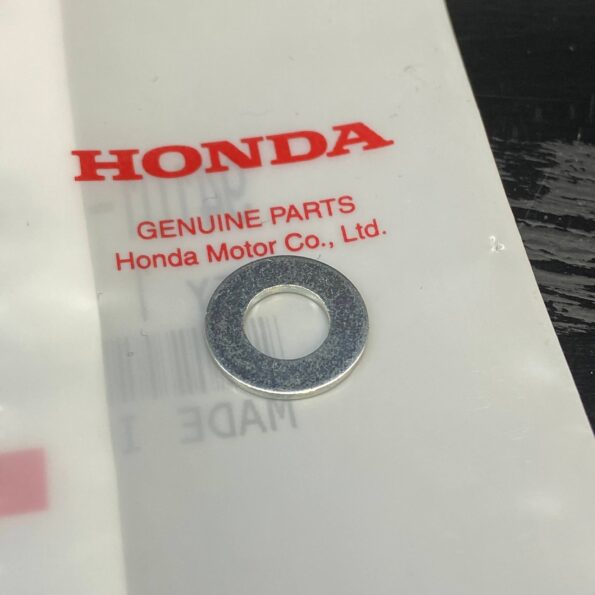 HONDA
GENUINE PARTS
Honda Motor Co., Ltd.
MADE I